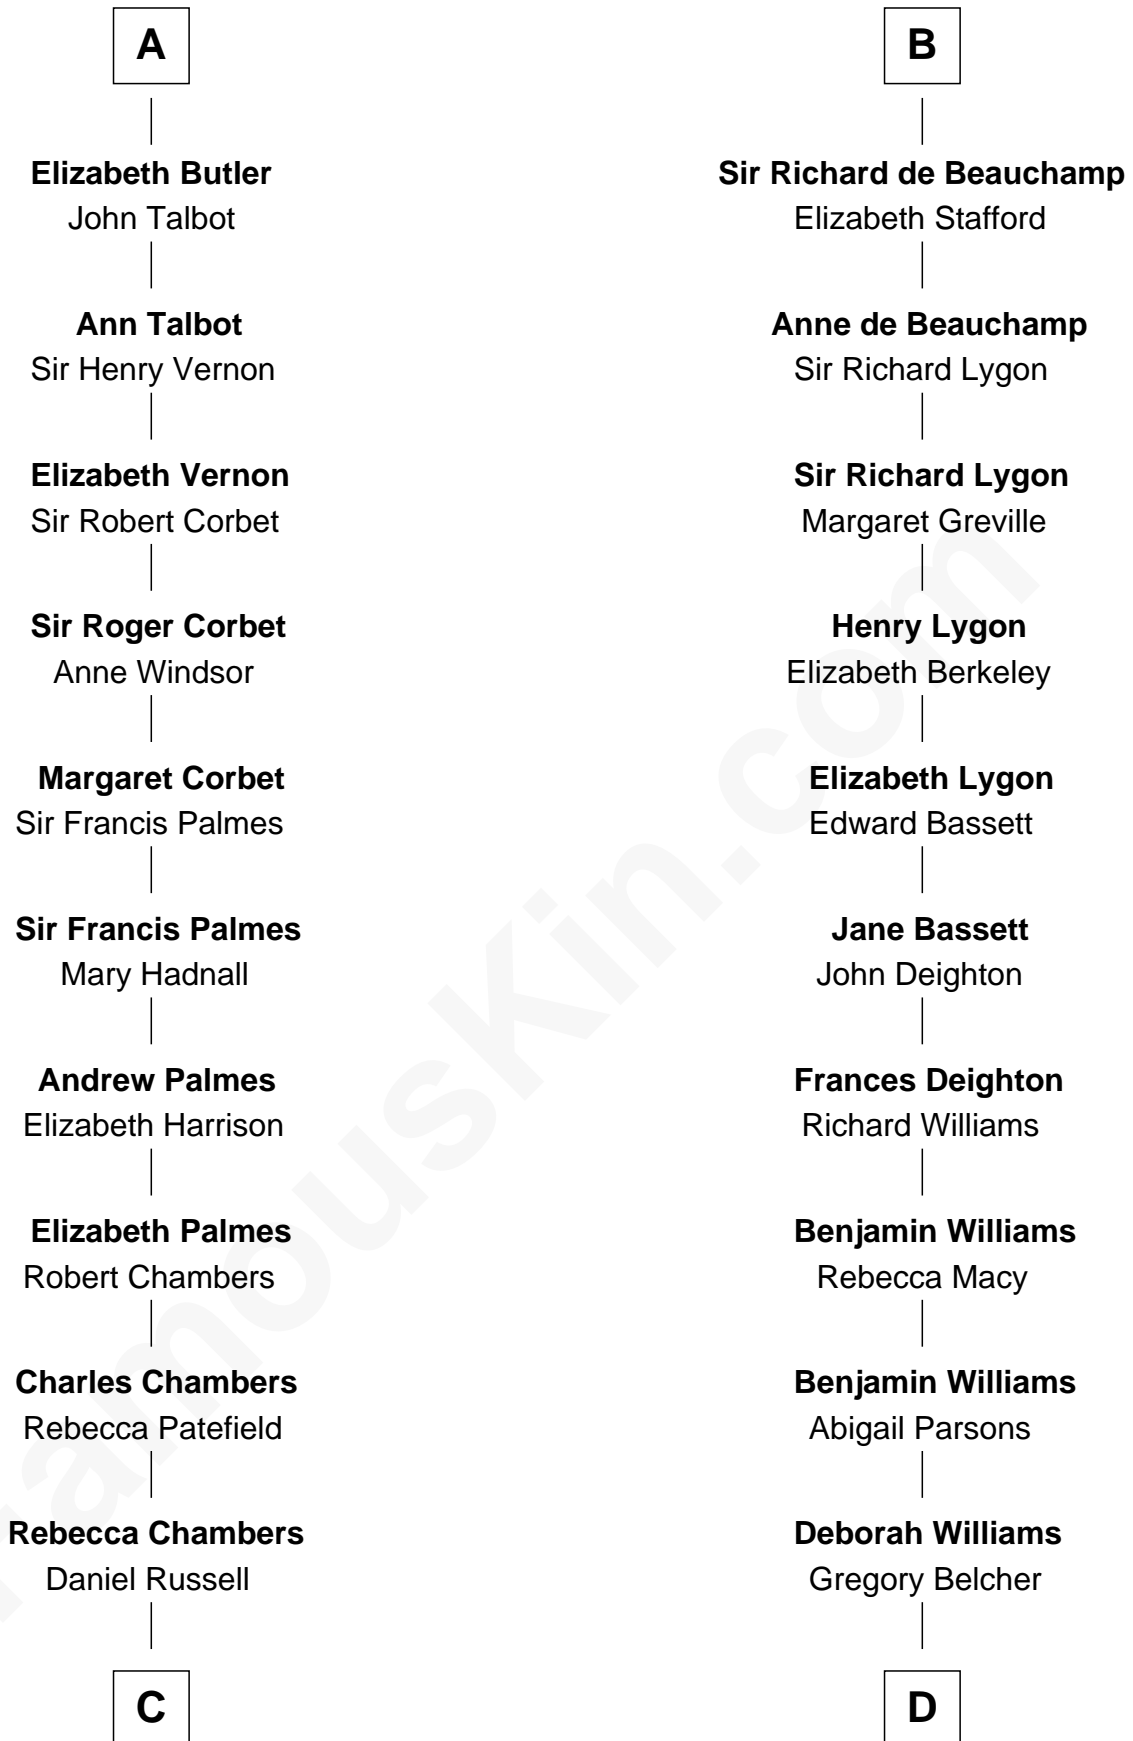 A
Elizabeth Butler
John Talbot
Ann Talbot
Sir Henry Vernon
Elizabeth Vernon
Sir Robert Corbet
Sir Roger Corbet
Anne Windsor
Margaret Corbet
Sir Francis Palmes
Sir Francis Palmes
Mary Hadnall
Andrew Palmes
Elizabeth Harrison
Elizabeth Palmes
Robert Chambers
Charles Chambers
Rebecca Patefield
Rebecca Chambers
Daniel Russell
C
B
Sir Richard de Beauchamp
Elizabeth Stafford
Anne de Beauchamp
Sir Richard Lygon
Sir Richard Lygon
Margaret Greville
Henry Lygon
Elizabeth Berkeley
Elizabeth Lygon
Edward Bassett
Jane Bassett
John Deighton
Frances Deighton
Richard Williams
Benjamin Williams
Rebecca Macy
Benjamin Williams
Abigail Parsons
Deborah Williams
Gregory Belcher
D
FamousKin.com